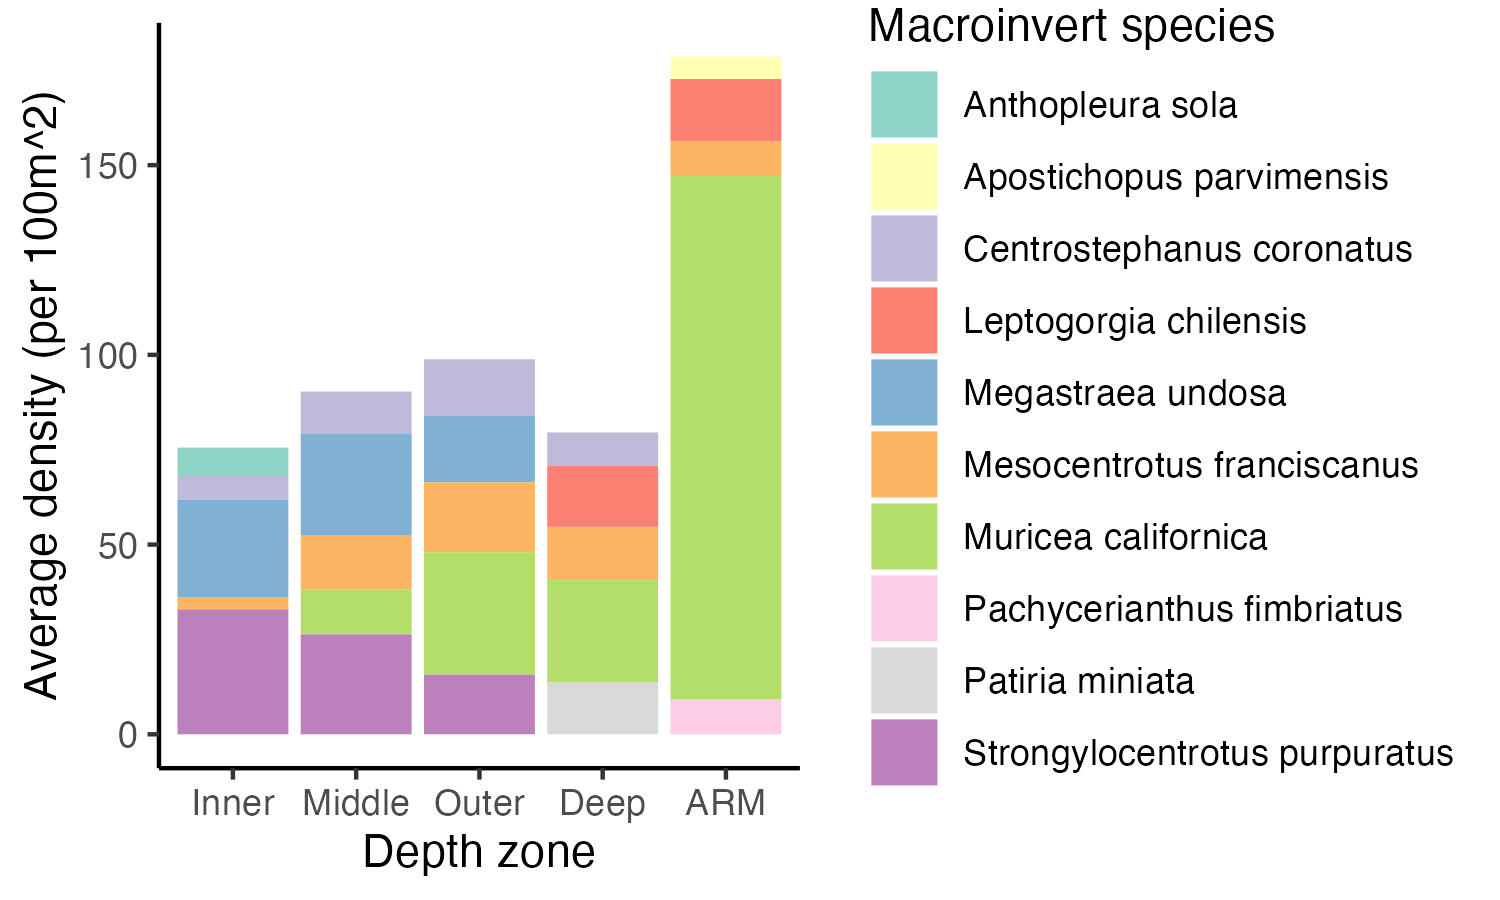 Macroinvert species
Anthopleura sola
Apostichopus parvimensis
Centrostephanus coronatus
Leptogorgia chilensis
Megastraea undosa
Mesocentrotus franciscanus
Muricea californica
Pachycerianthus fimbriatus
Patiria miniata
Strongylocentrotus purpuratus
Average density (per 100m^2)
150
100
50
0
Inner Middle Outer Deep ARM
Depth zone